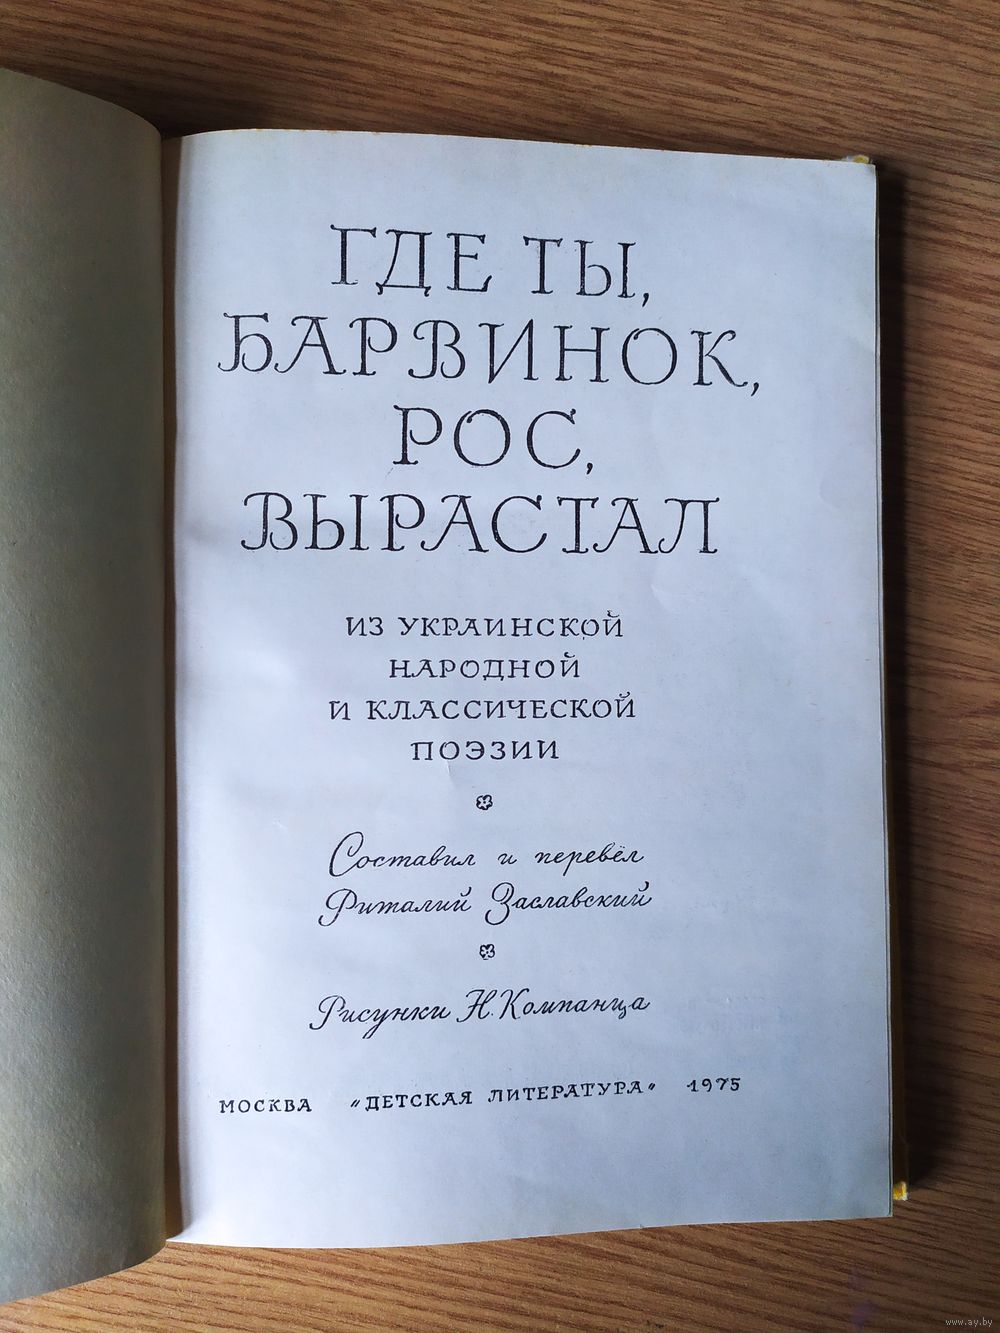 ГДЕ ТЫ,
БАРВИНОК,
РОС,
ВЫРАСТАЛ
ИЗ УКРАИНСКОЙ
НАРОДНОЙ
И КЛАССИЧЕСКОЙ
ПОЭЗИИ
Составил и перевёл
Риталий Заславский
Рисунки Н. Компанца
МОСКВА "ДЕТСКАЯ ЛИТЕРАТУРА" 1975
www.ay.by